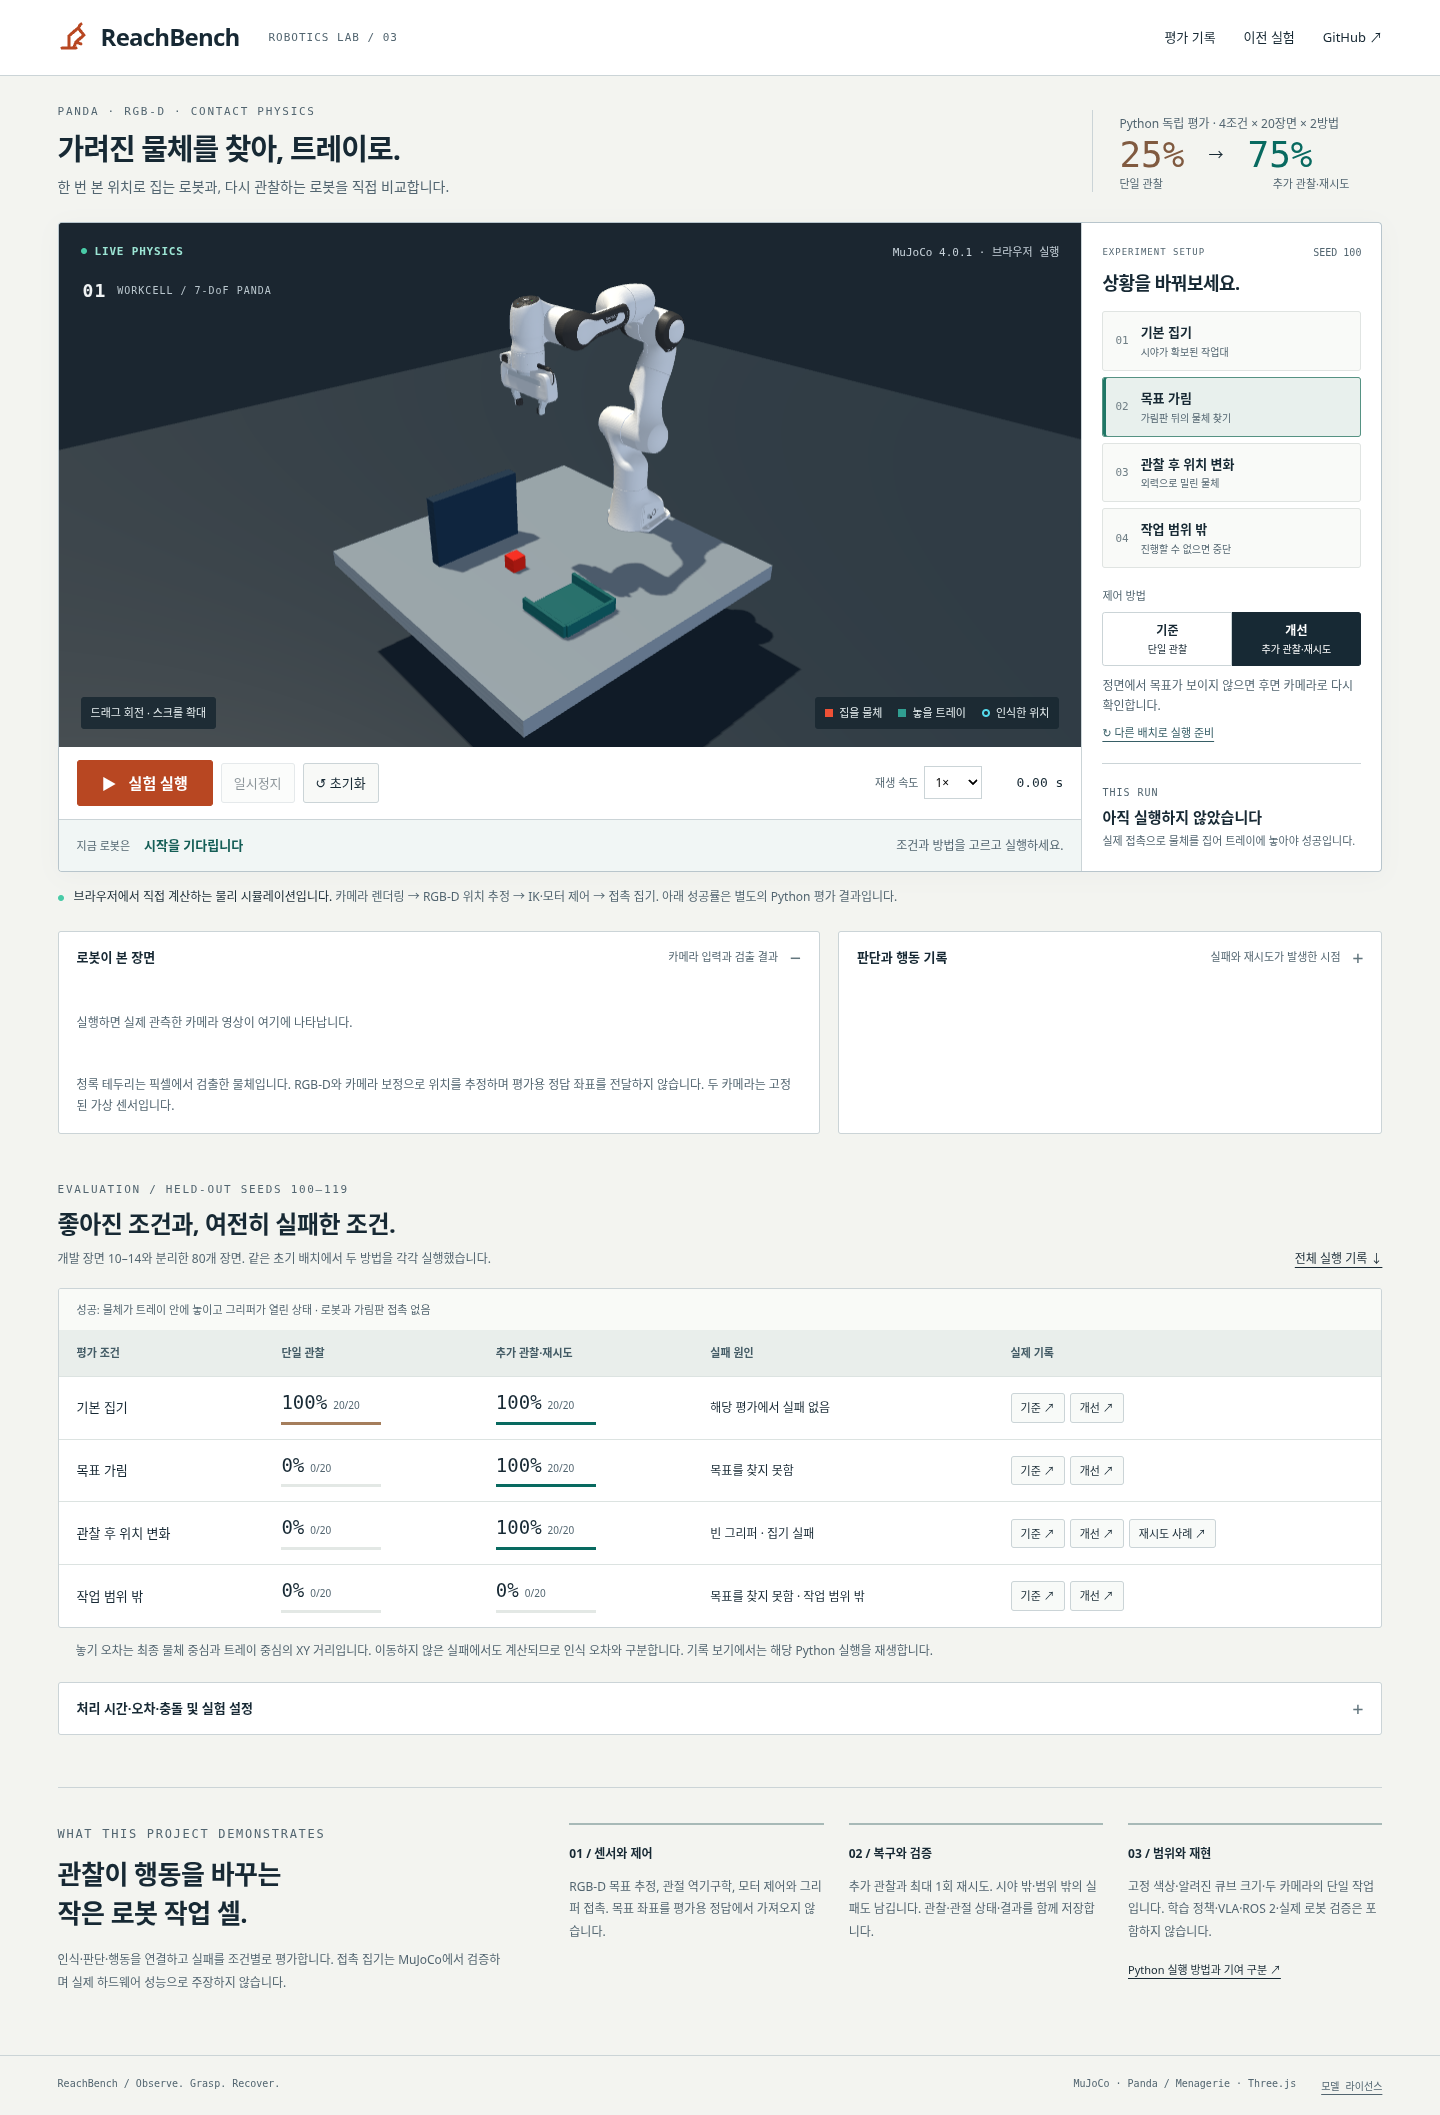 ReachBench
ROBOTICS LAB / 03
평가 기록
이전 실험
GitHub ↗
PANDA · RGB-D · CONTACT PHYSICS
가려진 물체를 찾아, 트레이로.
한 번 본 위치로 집는 로봇과, 다시 관찰하는 로봇을 직접 비교합니다.
Python 독립 평가 · 4조건 × 20장면 × 2방법
25% → 75%
단일 관찰
추가 관찰·재시도
LIVE PHYSICS
MuJoCo 4.0.1 · 브라우저 실행
01 WORKCELL / 7-DoF PANDA
드래그 회전 · 스크롤 확대
집을 물체
놓을 트레이
인식한 위치
▶ 실험 실행
일시정지
↺ 초기화
재생 속도
1×
0.00 s
지금 로봇은 시작을 기다립니다
조건과 방법을 고르고 실행하세요.
EXPERIMENT SETUP
SEED 100
상황을 바꿔보세요.
01 기본 집기
시야가 확보된 작업대
02 목표 가림
가림판 뒤의 물체 찾기
03 관찰 후 위치 변화
외력으로 밀린 물체
04 작업 범위 밖
진행할 수 없으면 중단
제어 방법
기준
단일 관찰
개선
추가 관찰·재시도
정면에서 목표가 보이지 않으면 후면 카메라로 다시
확인합니다.
↻ 다른 배치로 실행 준비
THIS RUN
아직 실행하지 않았습니다
실제 접촉으로 물체를 집어 트레이에 놓아야 성공입니다.
브라우저에서 직접 계산하는 물리 시뮬레이션입니다. 카메라 렌더링 → RGB-D 위치 추정 → IK·모터 제어 → 접촉 집기. 아래 성공률은 별도의 Python 평가 결과입니다.
로봇이 본 장면
카메라 입력과 검출 결과 −
실행하면 실제 관측한 카메라 영상이 여기에 나타납니다.
청록 테두리는 픽셀에서 검출한 물체입니다. RGB-D와 카메라 보정으로 위치를 추정하며 평가용 정답 좌표를 전달하지 않습니다. 두 카메라는 고정
된 가상 센서입니다.
판단과 행동 기록
실패와 재시도가 발생한 시점 +
EVALUATION / HELD-OUT SEEDS 100–119
좋아진 조건과, 여전히 실패한 조건.
개발 장면 10–14와 분리한 80개 장면. 같은 초기 배치에서 두 방법을 각각 실행했습니다.
전체 실행 기록 ↓
성공: 물체가 트레이 안에 놓이고 그리퍼가 열린 상태 · 로봇과 가림판 접촉 없음
평가 조건 단일 관찰 추가 관찰·재시도 실패 원인 실제 기록
기본 집기 100% 20/20 100% 20/20 해당 평가에서 실패 없음 기준 ↗ 개선 ↗
목표 가림 0% 0/20 100% 20/20 목표를 찾지 못함 기준 ↗ 개선 ↗
관찰 후 위치 변화 0% 0/20 100% 20/20 빈 그리퍼 · 집기 실패 기준 ↗ 개선 ↗ 재시도 사례 ↗
작업 범위 밖 0% 0/20 0% 0/20 목표를 찾지 못함 · 작업 범위 밖 기준 ↗ 개선 ↗
놓기 오차는 최종 물체 중심과 트레이 중심의 XY 거리입니다. 이동하지 않은 실패에서도 계산되므로 인식 오차와 구분합니다. 기록 보기에서는 해당 Python 실행을 재생합니다.
처리 시간·오차·충돌 및 실험 설정 +
WHAT THIS PROJECT DEMONSTRATES
관찰이 행동을 바꾸는
작은 로봇 작업 셀.
인식·판단·행동을 연결하고 실패를 조건별로 평가합니다. 접촉 집기는 MuJoCo에서 검증하
며 실제 하드웨어 성능으로 주장하지 않습니다.
01 / 센서와 제어
RGB-D 목표 추정, 관절 역기구학, 모터 제어와 그리
퍼 접촉. 목표 좌표를 평가용 정답에서 가져오지 않
습니다.
02 / 복구와 검증
추가 관찰과 최대 1회 재시도. 시야 밖·범위 밖의 실
패도 남깁니다. 관찰·관절 상태·결과를 함께 저장합
니다.
03 / 범위와 재현
고정 색상·알려진 큐브 크기·두 카메라의 단일 작업
입니다. 학습 정책·VLA·ROS 2·실제 로봇 검증은 포
함하지 않습니다.
Python 실행 방법과 기여 구분 ↗
ReachBench / Observe. Grasp. Recover.
MuJoCo · Panda / Menagerie · Three.js
모델 라이선스